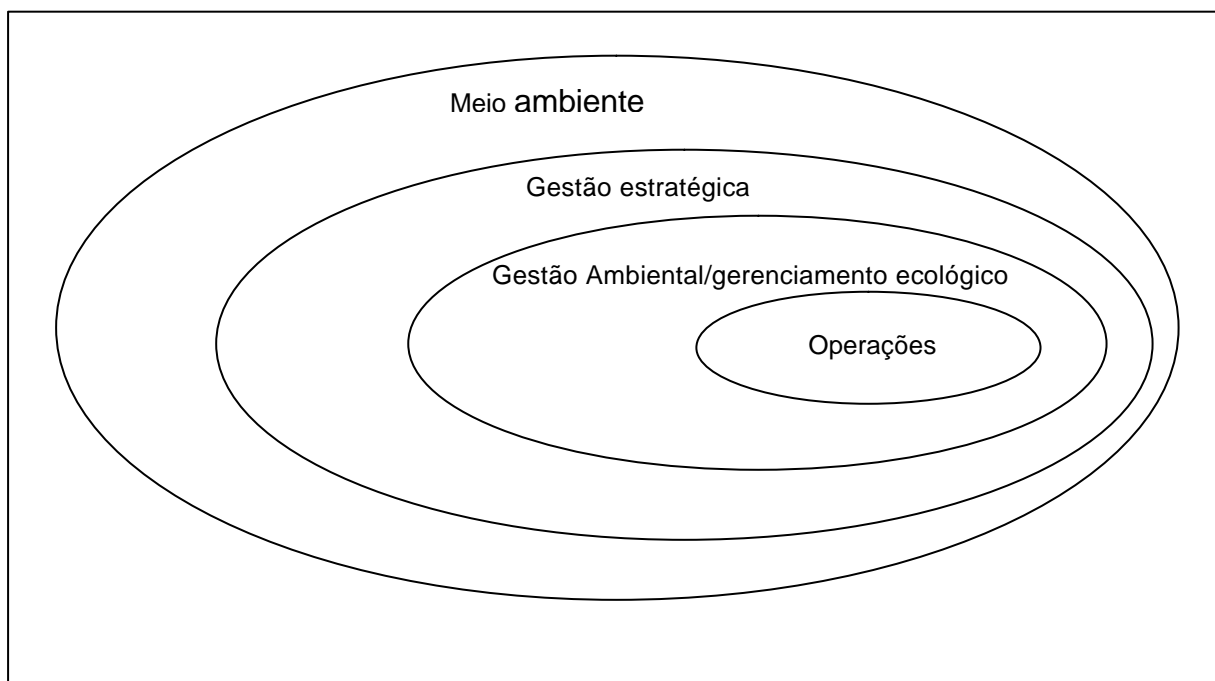 Meio ambiente
Gestão estratégica
Gestão Ambiental/gerenciamento ecológico
Operações